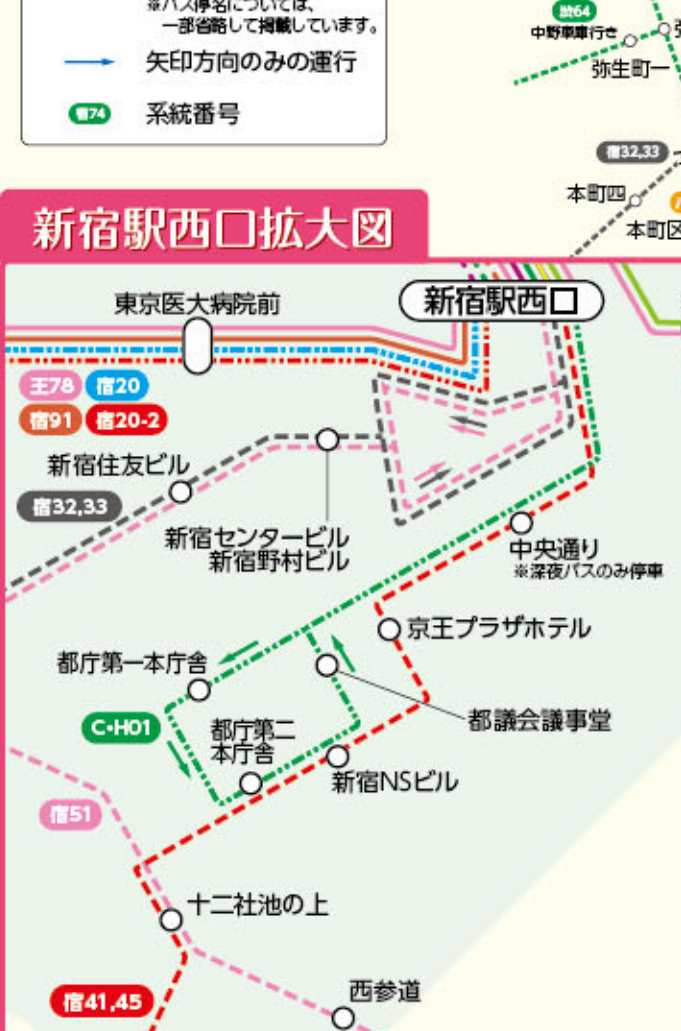 ※バス停名については、
一部省略して掲載しています。
矢印方向のみの運行
宿74
系統番号
渋64
中野車庫行き
弥生町一
宿32,33
本町四
本町区
新宿駅西口拡大図
東京医大病院前
新宿駅西口
王78
宿20
宿91
宿20-2
新宿住友ビル
宿32,33
新宿センタービル
新宿野村ビル
中央通り
※深夜バスのみ停車
京王プラザホテル
都庁第一本庁舎
都議会議事堂
C・H01
都庁第二
本庁舎
新宿NSビル
宿51
十二社池の上
西参道
宿41,45